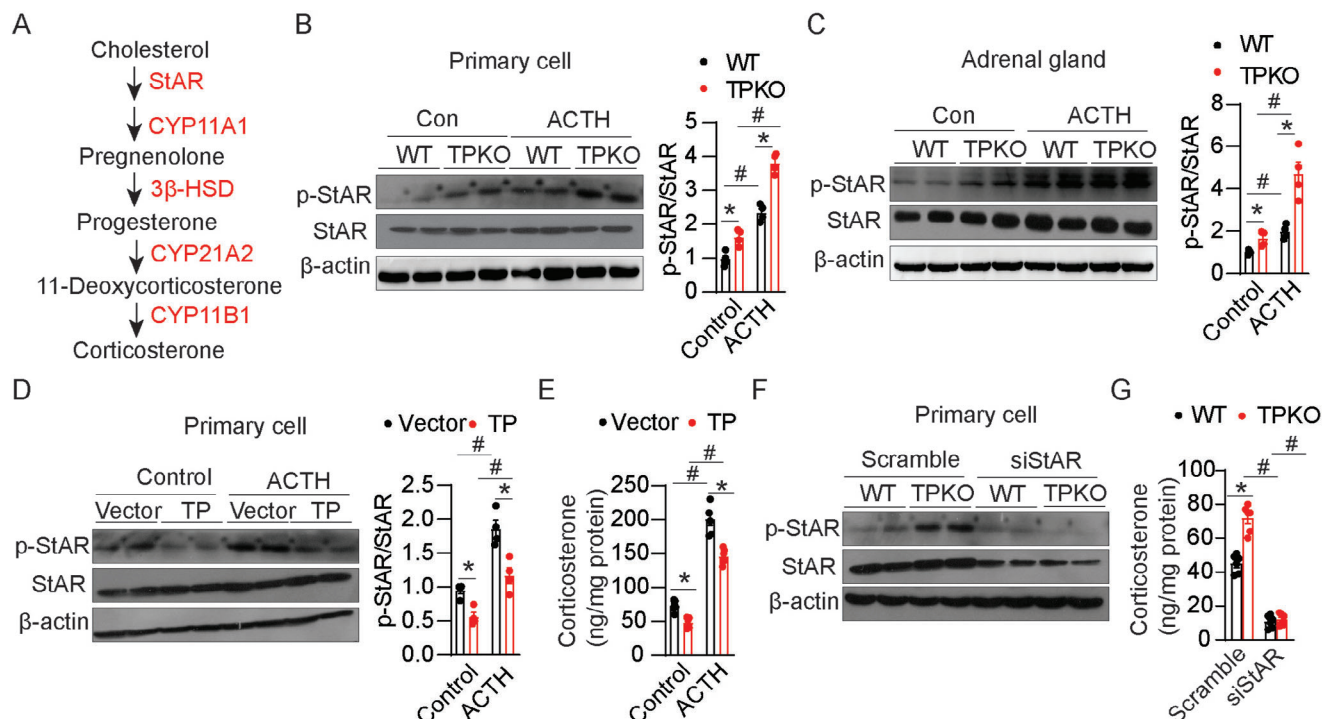 A
Cholesterol
StAR
CYP11A1
Pregnenolone
3β-HSD
Progesterone
CYP21A2
11-Deoxycorticosterone
CYP11B1
Corticosterone
B
Primary cell
Con ACTH
WT TPKO WT TPKO
p-StAR
StAR
β-actin
WT
TPKO
p-StAR/StAR
5
4
3
2
1
0
# * # *
Control
ACTH
C
Adrenal gland
Con ACTH
WT TPKO WT TPKO
p-StAR
StAR
β-actin
WT
TPKO
p-StAR/StAR
8
6
4
2
0
# * # *
Control
ACTH
D
Primary cell
Control ACTH
Vector TP Vector TP
p-StAR
StAR
β-actin
Vector TP
p-StAR/StAR
2.5
2.0
1.5
1.0
0.5
0.0
# # * *
Control
ACTH
E
Vector TP
Corticosterone
(ng/mg protein)
250
200
150
100
50
0
# # * *
Control
ACTH
F
Primary cell
Scramble siStAR
WT TPKO WT TPKO
p-StAR
StAR
β-actin
G
WT TPKO
Corticosterone
(ng/mg protein)
80
60
40
20
0
# # *
Scramble
siStAR